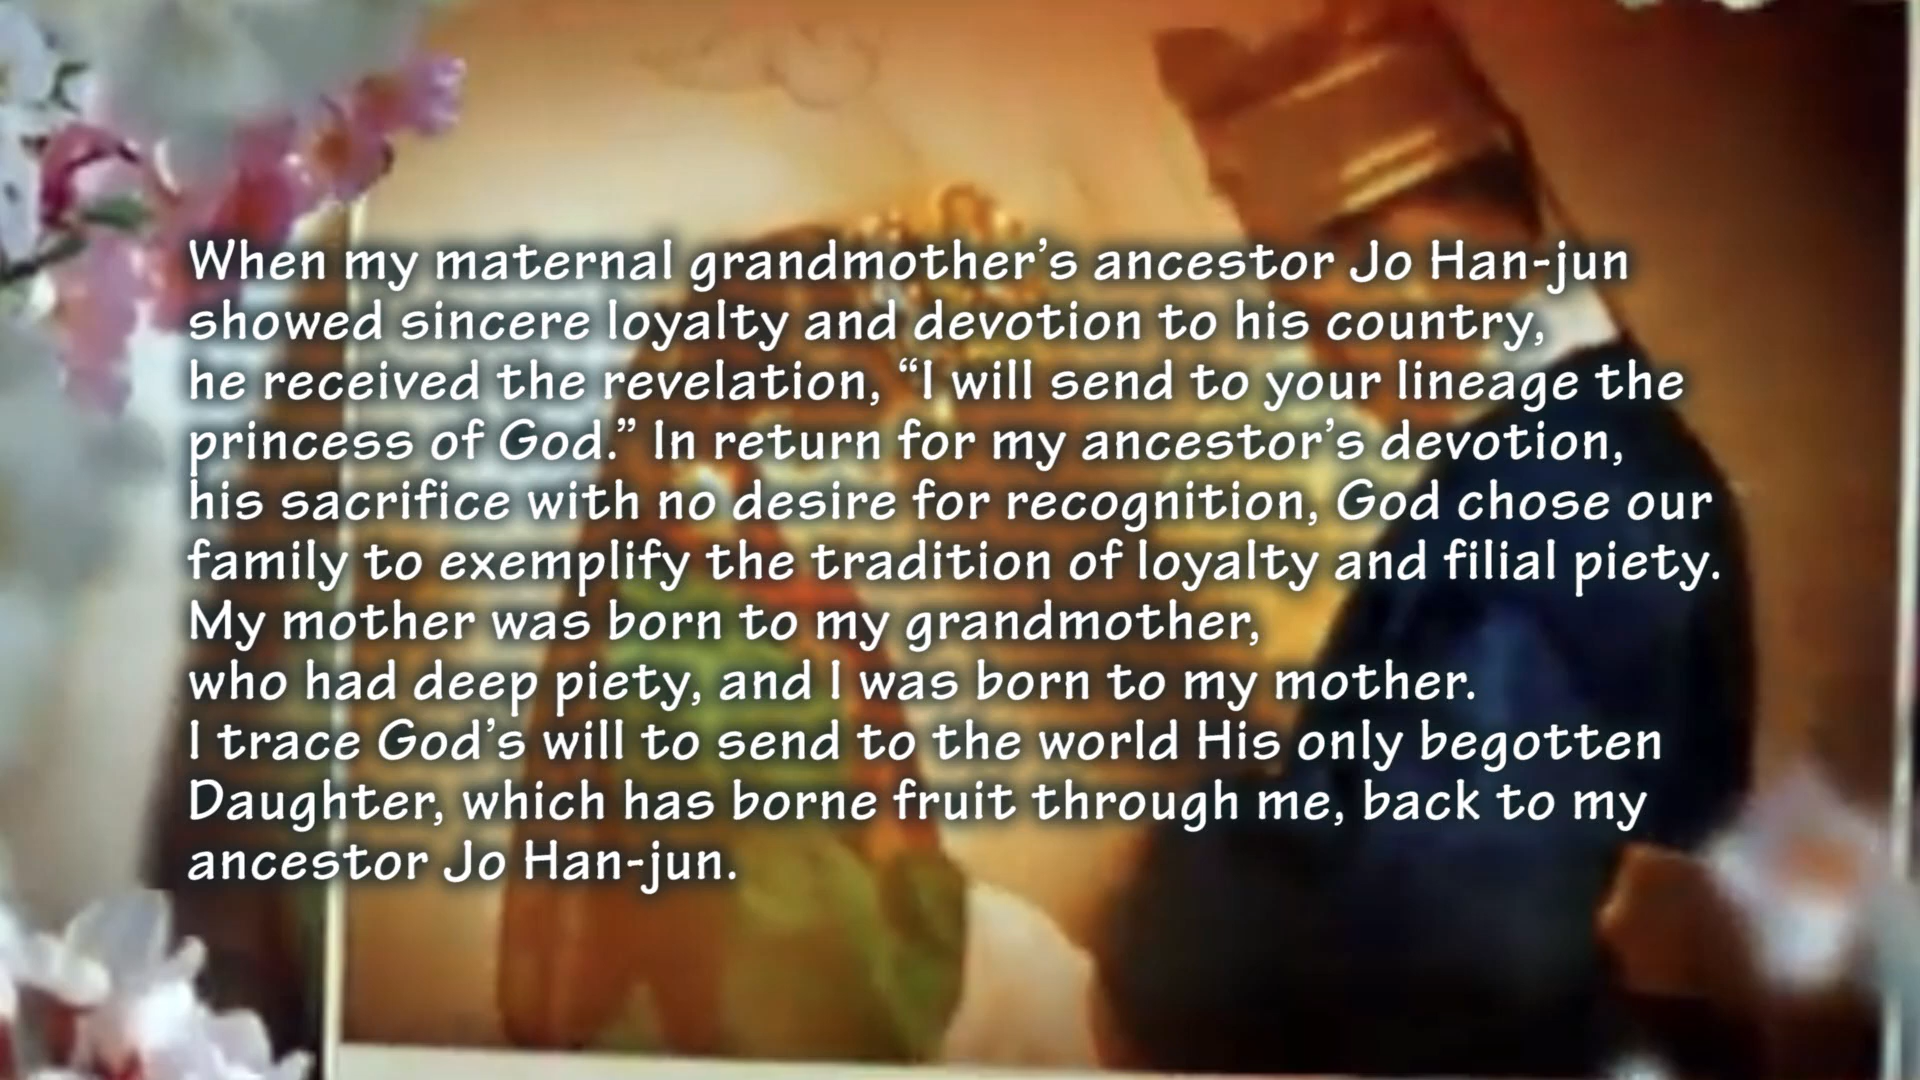 When my maternal grandmother’s ancestor Jo Han-jun
showed sincere loyalty and devotion to his country,
he received the revelation, “I will send to your lineage the
princess of God.” In return for my ancestor’s devotion,
his sacrifice with no desire for recognition, God chose our
family to exemplify the tradition of loyalty and filial piety.
My mother was born to my grandmother,
who had deep piety, and I was born to my mother.
I trace God’s will to send to the world His only begotten
Daughter, which has borne fruit through me, back to my
ancestor Jo Han-jun.